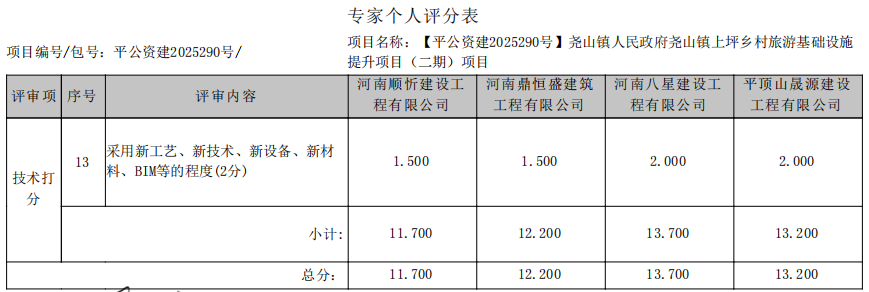 专家个人评分表
项目编号/包号: 平公资建2025290号/
项目名称: 【平公资建2025290号】尧山镇人民政府尧山镇上坪乡村旅游基础设施
提升项目（二期）项目
评审项 序号 评审内容 河南顺忻建设工程有限公司 河南鼎恒盛建筑工程有限公司 河南八星建设工程有限公司 平顶山晟源建设工程有限公司
技术打分 13 采用新工艺、新技术、新设备、新材料、BIM等的程度(2分) 1.500 1.500 2.000 2.000
小计: 11.700 12.200 13.700 13.200
总分: 11.700 12.200 13.700 13.200